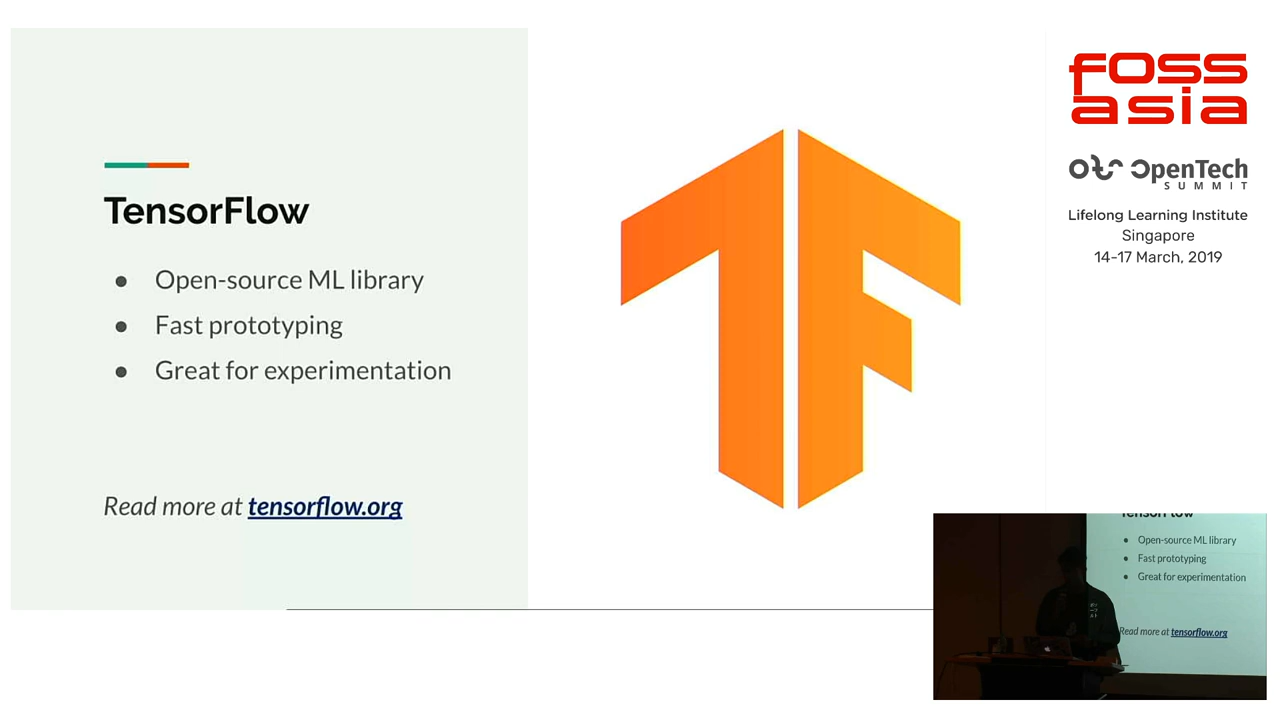 TensorFlow
● Open-source ML library
● Fast prototyping
● Great for experimentation
Read more at tensorflow.org
fOSS
asia
OpenTech
SUMMIT
Lifelong Learning Institute
Singapore
14-17 March, 2019
TensorFlow
● Open-source ML library
● Fast prototyping
● Great for experimentation
Read more at tensorflow.org